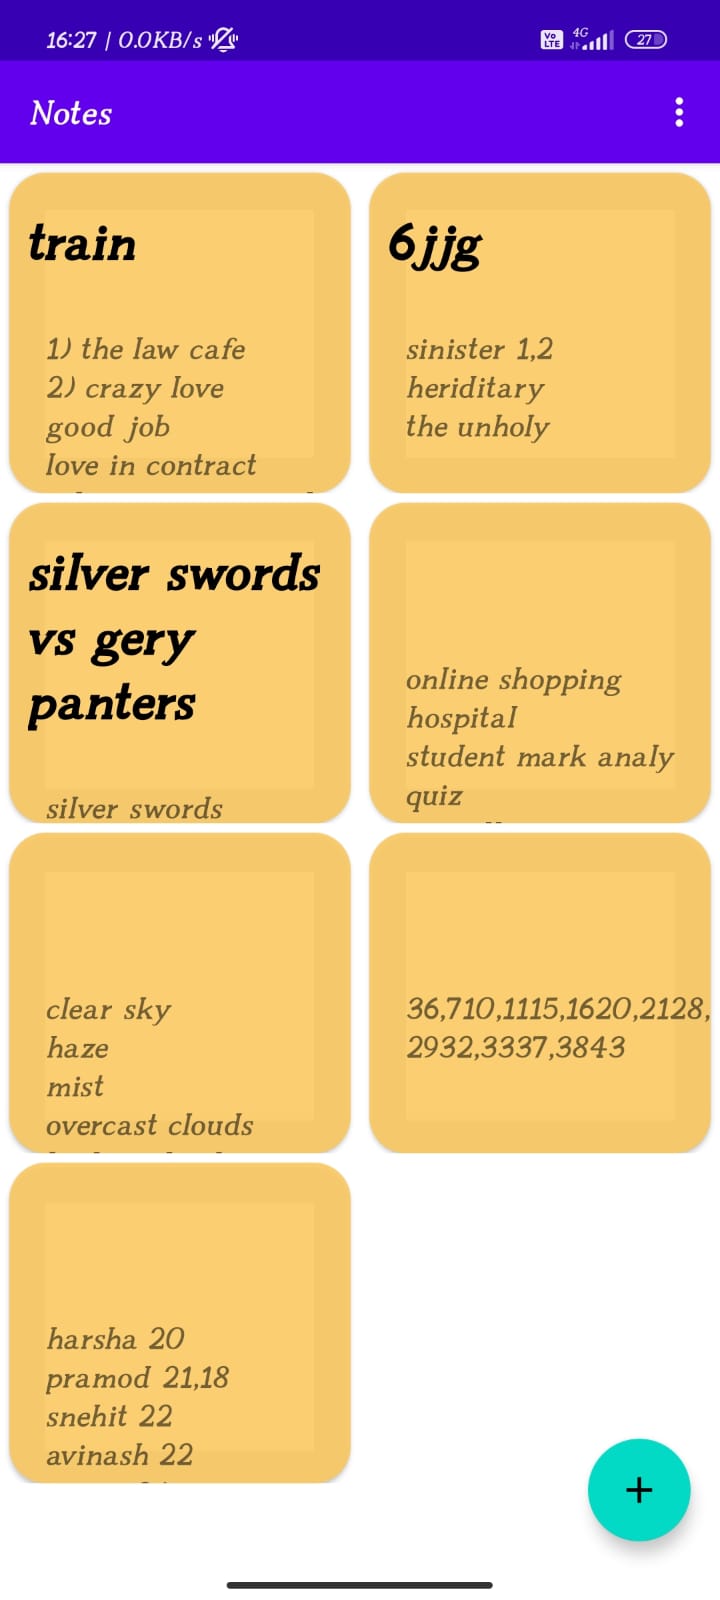 16:27 | 0.0KB/s
Vo LTE 4G 27
Notes
train
1) the law cafe
2) crazy love
good job
love in contract
6jjg
sinister 1,2
heriditary
the unholy
silver swords
vs gery
panters
silver swords
online shopping
hospital
student mark analy
quiz
clear sky
haze
mist
overcast clouds
36,710,1115,1620,2128,
2932,3337,3843
harsha 20
pramod 21,18
snehit 22
avinash 22
+